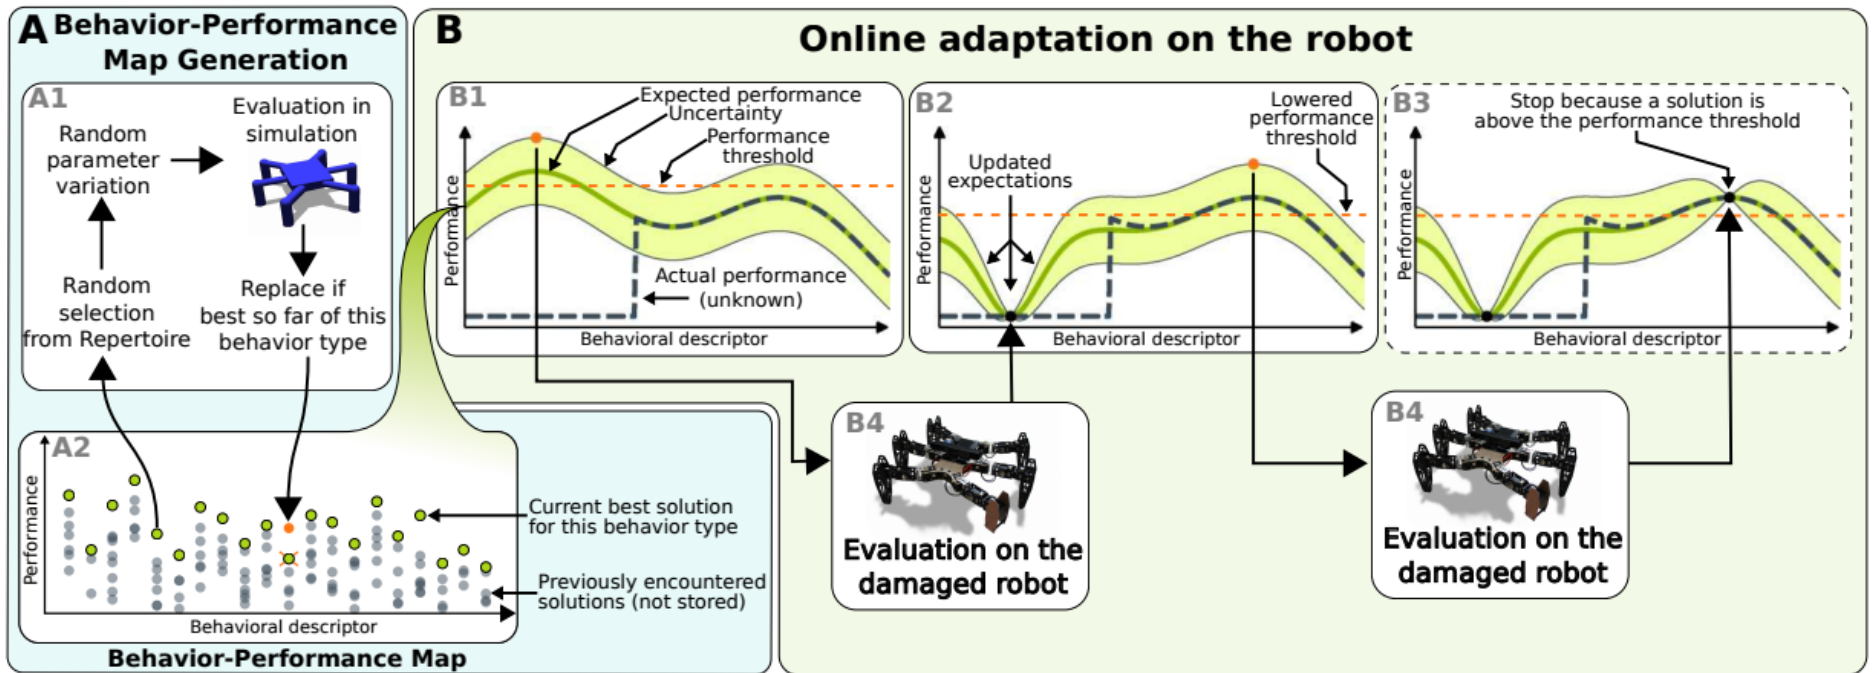 A Behavior-Performance
Map Generation
A1
Random
parameter
variation
Evaluation in
simulation
Random
selection
from Repertoire
Replace if
best so far of this
behavior type
A2
Performance
Behavioral descriptor
Current best solution
for this behavior type
Previously encountered
solutions (not stored)
Behavior-Performance Map
B
Online adaptation on the robot
B1
Expected performance
Uncertainty
Performance
threshold
Performance
Actual performance
(unknown)
Behavioral descriptor
B2
Lowered
performance
threshold
Updated
expectations
Performance
Behavioral descriptor
B3
Stop because a solution is
above the performance threshold
Performance
Behavioral descriptor
B4
Evaluation on the
damaged robot
B4
Evaluation on the
damaged robot